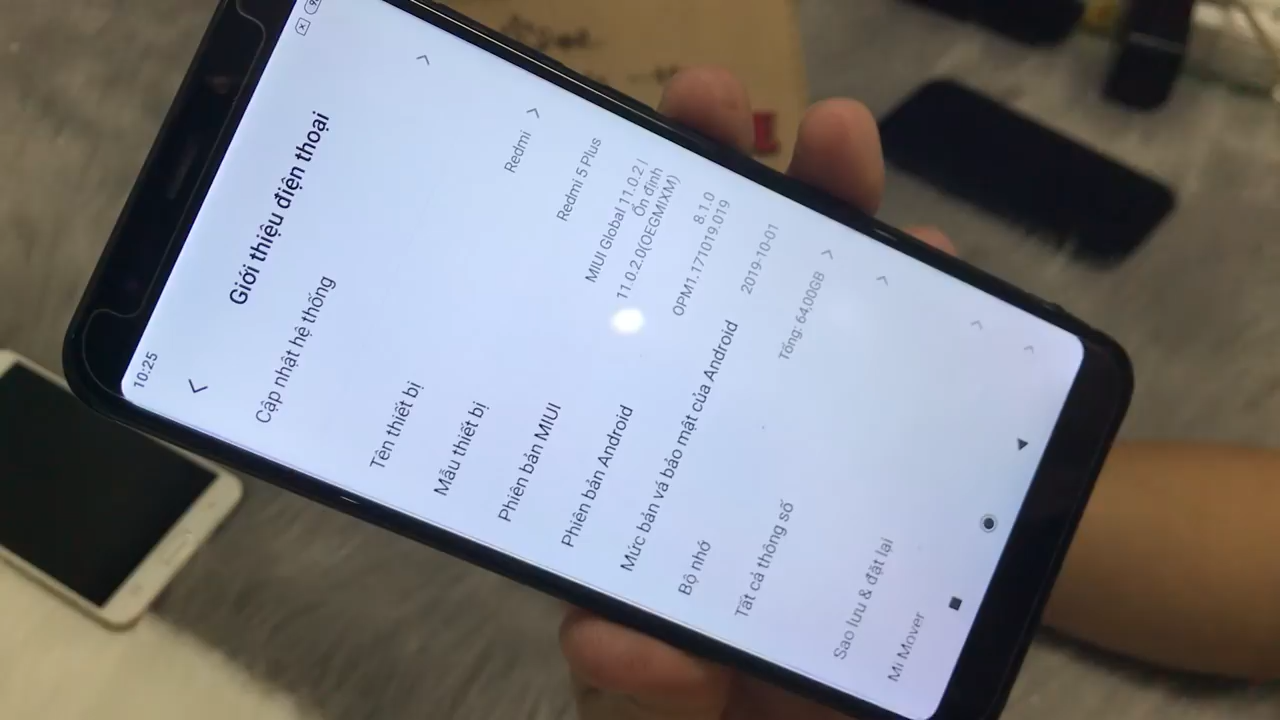 10:25
Giới thiệu điện thoại
Cập nhật hệ thống
Tên thiết bị
Redmi
Mẫu thiết bị
Redmi 5 Plus
Phiên bản MIUI
MIUI Global 11.0.2 |
Ổn định
11.0.2.0(OEGMIXM)
Phiên bản Android
8.1.0
OPM1.171019.019
Mức bản vá bảo mật của Android
2019-10-01
Bộ nhớ
Tổng: 64,00GB
Tất cả thông số
Sao lưu & đặt lại
Mi Mover